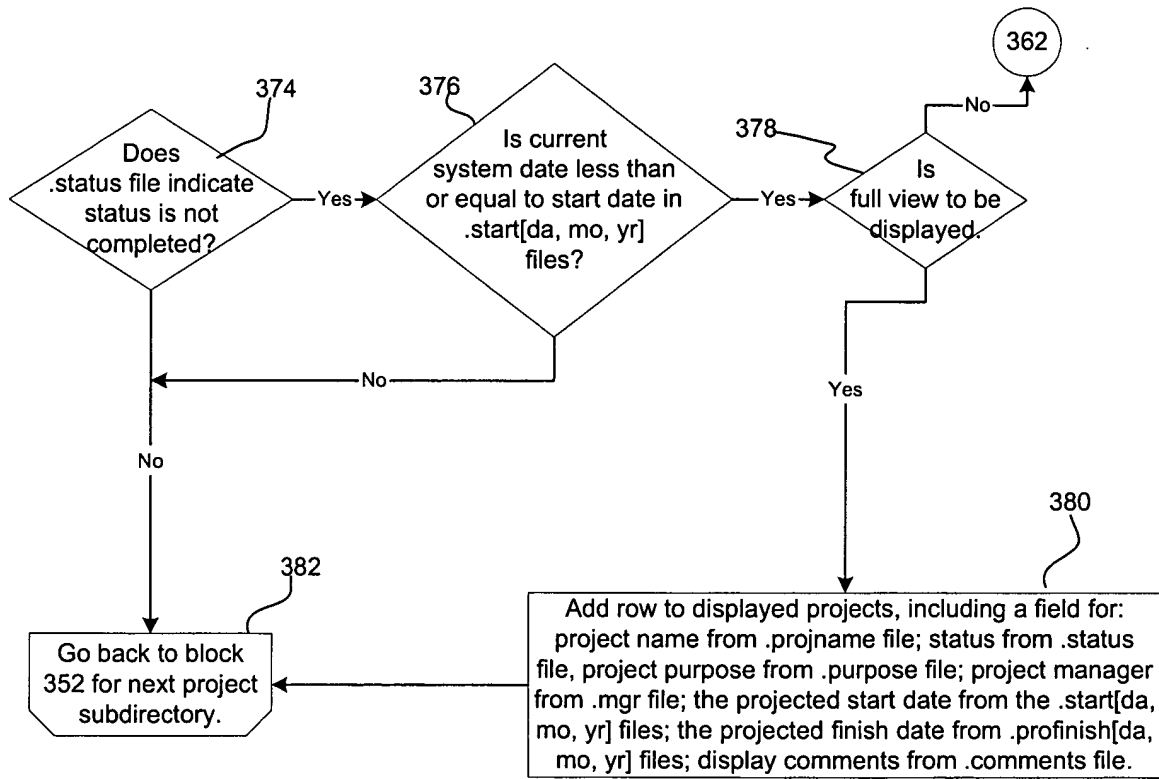 362
374
376
378
No
Does
.status file indicate
status is not
completed?
Yes
Is current
system date less than
or equal to start date in
.start[da, mo, yr]
files?
Yes
Is
full view to be
displayed.
No
Yes
No
380
382
Go back to block
352 for next project
subdirectory.
Add row to displayed projects, including a field for:
project name from .projname file; status from .status
file, project purpose from .purpose file; project manager
from .mgr file; the projected start date from the .start[da,
mo, yr] files; the projected finish date from .profinish[da,
mo, yr] files; display comments from .comments file.